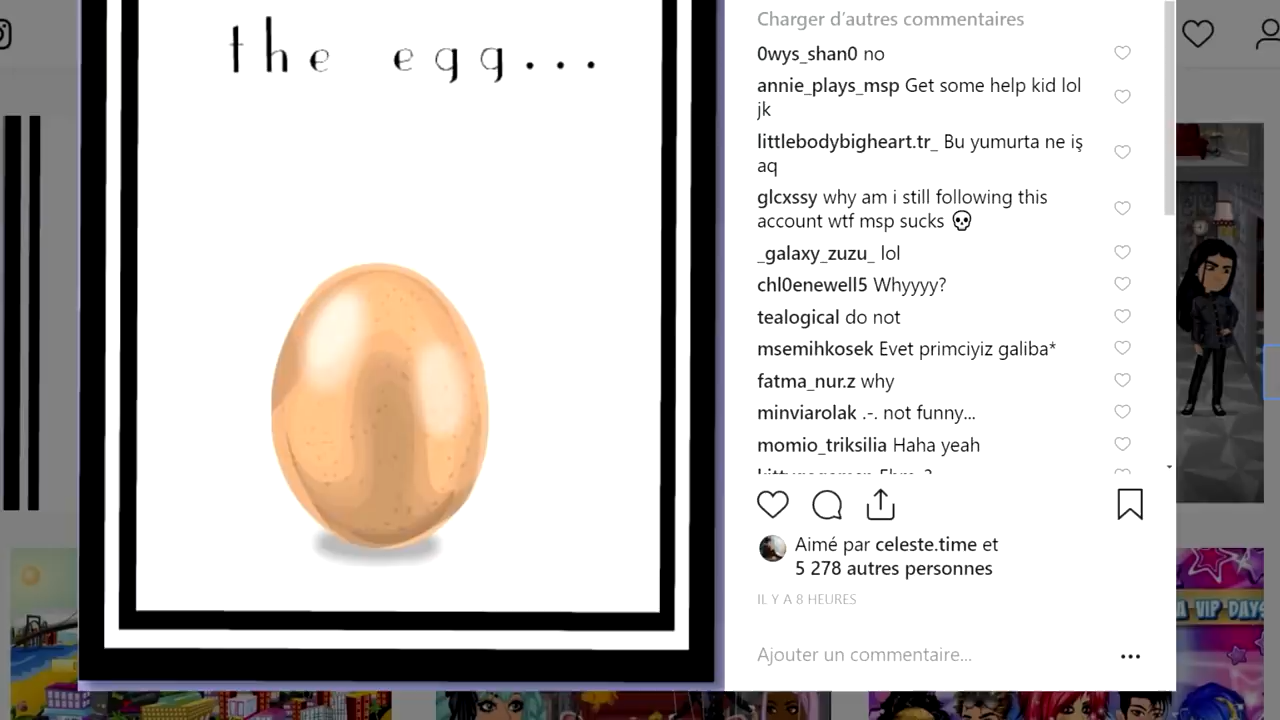 the egg...
Charger d’autres commentaires
0wys_shan0 no
annie_plays_msp Get some help kid lol
jk
littlebodybigheart.tr_ Bu yumurta ne iş
aq
glcxssy why am i still following this
account wtf msp sucks 💀
_galaxy_zuzu_ lol
chl0enewell5 Whyyyy?
tealogical do not
msemihkosek Evet primciyiz galiba*
fatma_nur.z why
minviarolak .-. not funny...
momio_triksilia Haha yeah
Aimé par celeste.time et
5 278 autres personnes
IL Y A 8 HEURES
Ajouter un commentaire...
A VIP DAYS